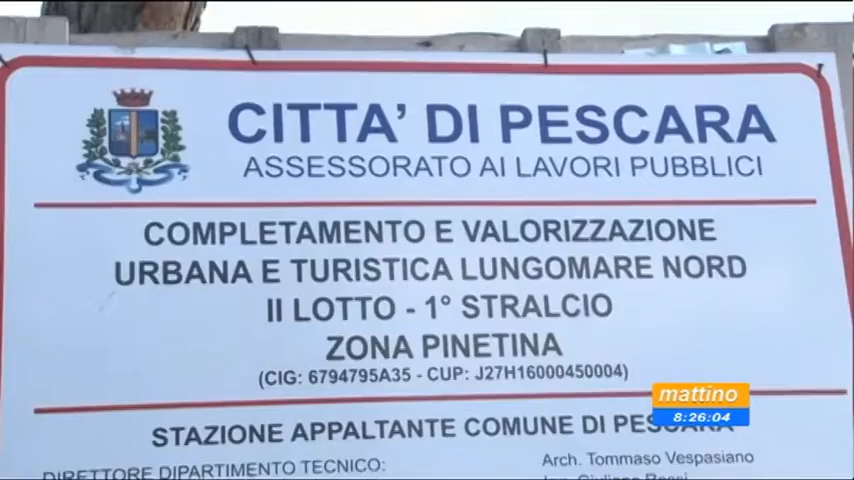 CITTA' DI PESCARA
ASSESSORATO AI LAVORI PUBBLICI
COMPLETAMENTO E VALORIZZAZIONE
URBANA E TURISTICA LUNGOMARE NORD
II LOTTO - 1° STRALCIO
ZONA PINETINA
(CIG: 6794795A35 - CUP: J27H16000450004)
mattino
8:26:04
STAZIONE APPALTANTE COMUNE DI PESCARA
DIRETTORE DIPARTIMENTO TECNICO: Arch. Tommaso Vespasiano